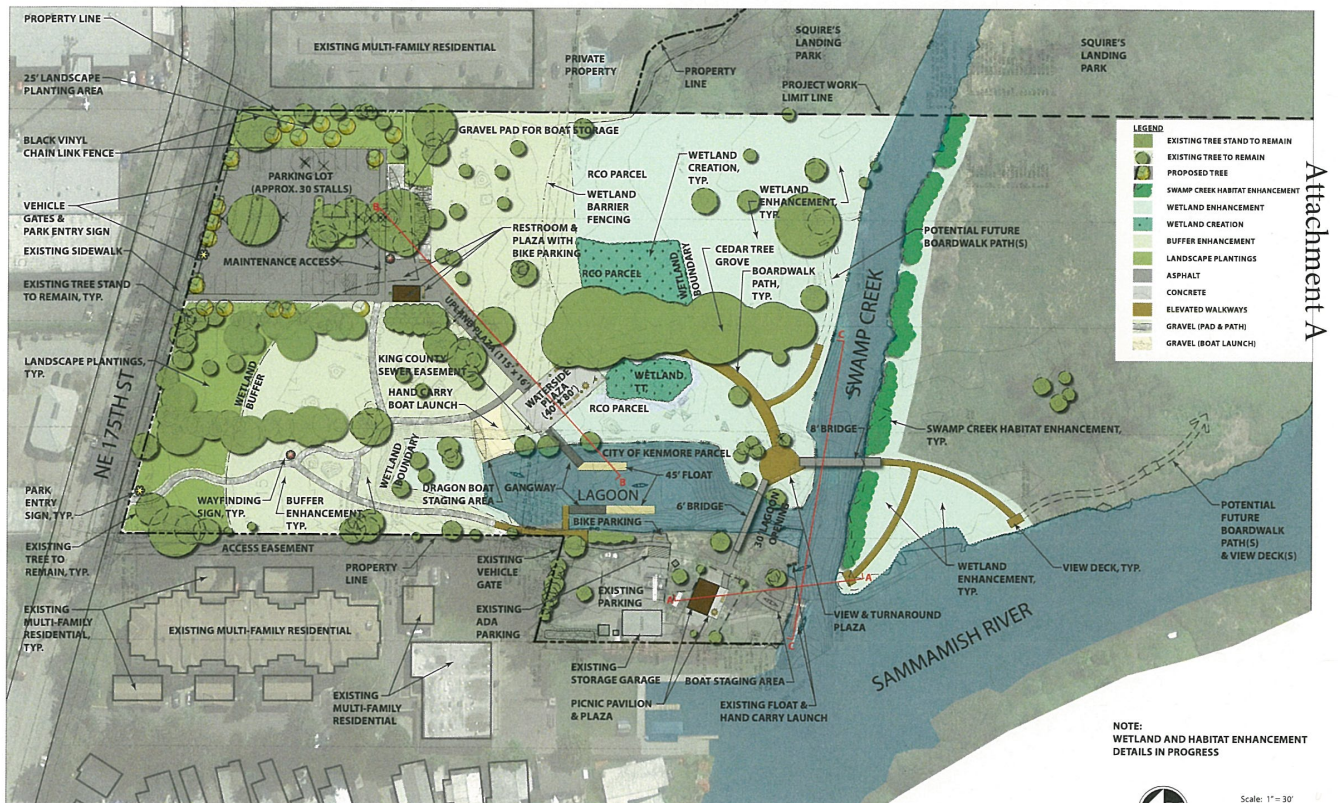 PROPERTY LINE
EXISTING MULTI-FAMILY RESIDENTIAL
PRIVATE
PROPERTY
PROPERTY
LINE
SQUIRE'S
LANDING
PARK
SQUIRE'S
LANDING
PARK
PROJECT WORK
LIMIT LINE
25' LANDSCAPE
PLANTING AREA
BLACK VINYL
CHAIN LINK FENCE
GRAVEL PAD FOR BOAT STORAGE
PARKING LOT
(APPROX. 30 STALLS)
RCO PARCEL
WETLAND
BARRIER
FENCING
WETLAND
CREATION,
TYP.
WETLAND
ENHANCEMENT,
TYP.
VEHICLE
GATES &
PARK ENTRY SIGN
RESTROOM &
PLAZA WITH
BIKE PARKING
EXISTING SIDEWALK
MAINTENANCE ACCESS
RCO PARCEL
WETLAND
BOUNDARY
CEDAR TREE
GROVE
BOARDWALK
PATH,
TYP.
POTENTIAL FUTURE
BOARDWALK PATH(S)
EXISTING TREE STAND
TO REMAIN, TYP.
UPLAND PLAZA (115' X 16')
B
LANDSCAPE PLANTINGS,
TYP.
WETLAND
BUFFER
KING COUNTY
SEWER EASEMENT
HAND CARRY
BOAT LAUNCH
WATERSIDE
PLAZA
(40' X 80')
WETLAND
TT
RCO PARCEL
C
SWAMP CREEK
NE 175TH ST
WETLAND
BOUNDARY
CITY OF KENMORE PARCEL
8' BRIDGE
SWAMP CREEK HABITAT ENHANCEMENT,
TYP.
PARK
ENTRY
SIGN, TYP.
WAYFINDING
SIGN, TYP.
BUFFER
ENHANCEMENT,
TYP.
DRAGON BOAT
STAGING AREA
GANGWAY
45' FLOAT
B
LAGOON
BIKE PARKING
6' BRIDGE
30' LAGOON
OPENING
POTENTIAL
FUTURE
BOARDWALK
PATH(S)
& VIEW DECK(S)
EXISTING
TREE TO
REMAIN, TYP.
ACCESS EASEMENT
PROPERTY
LINE
EXISTING
VEHICLE
GATE
EXISTING
ADA
PARKING
EXISTING
PARKING
A
A
WETLAND
ENHANCEMENT,
TYP.
VIEW DECK, TYP.
EXISTING
MULTI-FAMILY
RESIDENTIAL,
TYP.
EXISTING MULTI-FAMILY RESIDENTIAL
VIEW & TURNAROUND
PLAZA
C
SAMMAMISH RIVER
EXISTING
MULTI-FAMILY
RESIDENTIAL
EXISTING
STORAGE GARAGE
PICNIC PAVILION
& PLAZA
BOAT STAGING AREA
EXISTING FLOAT &
HAND CARRY LAUNCH
LEGEND
EXISTING TREE STAND TO REMAIN
EXISTING TREE TO REMAIN
PROPOSED TREE
SWAMP CREEK HABITAT ENHANCEMENT
WETLAND ENHANCEMENT
WETLAND CREATION
BUFFER ENHANCEMENT
LANDSCAPE PLANTINGS
ASPHALT
CONCRETE
ELEVATED WALKWAYS
GRAVEL (PAD & PATH)
GRAVEL (BOAT LAUNCH)
Attachment A
NOTE:
WETLAND AND HABITAT ENHANCEMENT
DETAILS IN PROGRESS
Scale: 1" = 30'